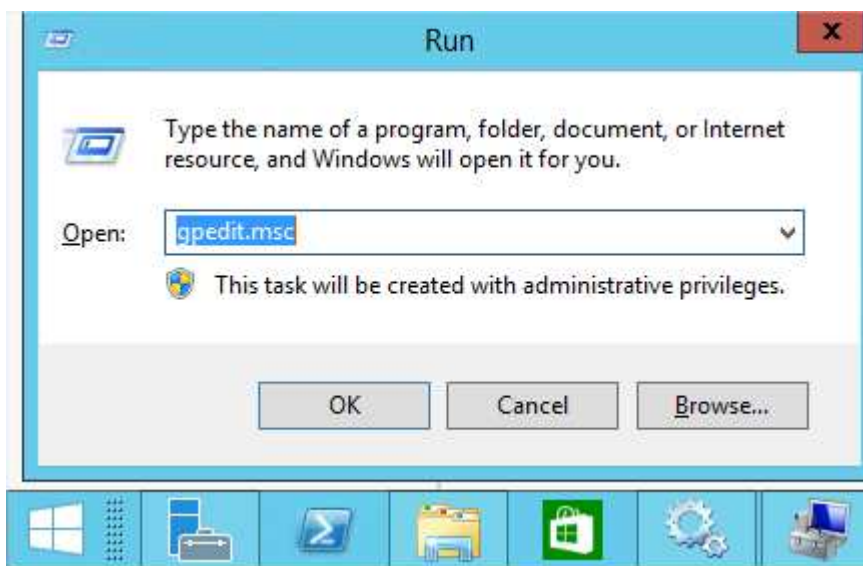 Run
x
Type the name of a program, folder, document, or Internet
resource, and Windows will open it for you.
Open:
gpedit.msc
This task will be created with administrative privileges.
OK
Cancel
Browse...